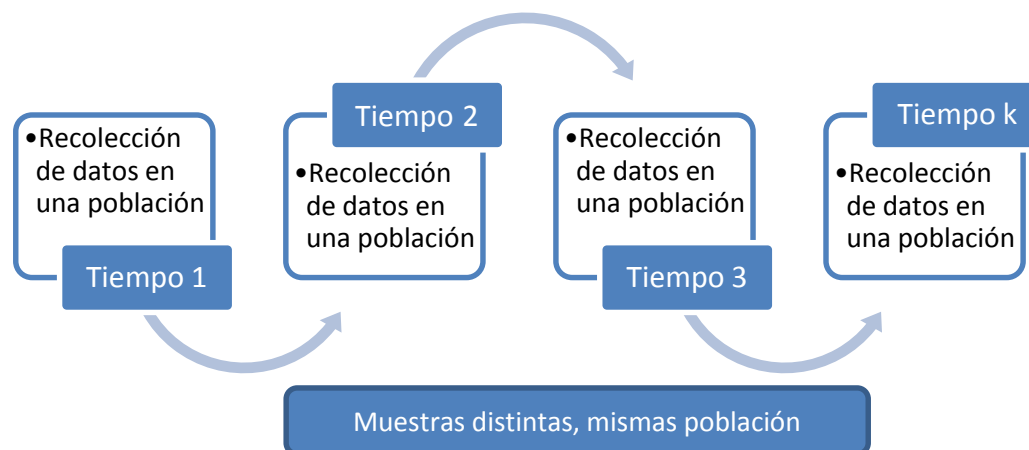 •Recolección
de datos en
una población
Tiempo 1
Tiempo 2
•Recolección
de datos en
una población
•Recolección
de datos en
una población
Tiempo 3
Tiempo k
•Recolección
de datos en
una población
Muestras distintas, mismas población